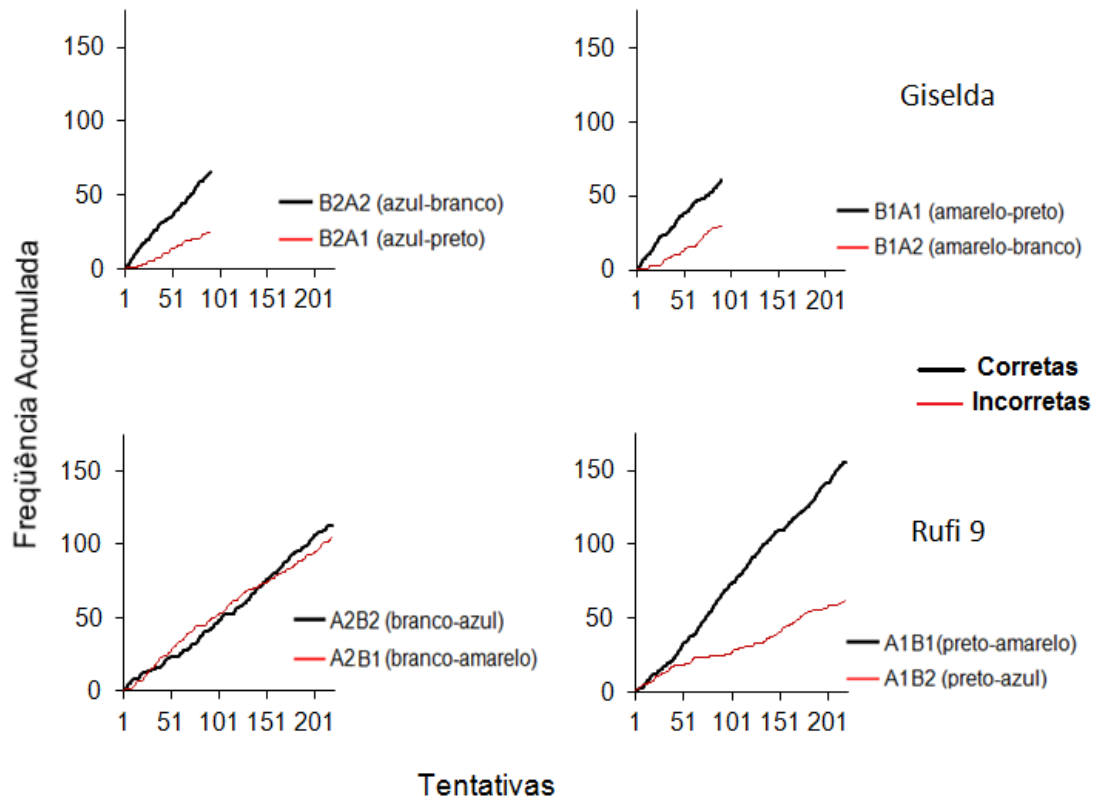 Freqüência Acumulada
150
100
50
0
1 51 101 151 201
B2A2 (azul-branco)
B2A1 (azul-preto)
150
100
50
0
1 51 101 151 201
Giselda
B1A1 (amarelo-preto)
B1A2 (amarelo-branco)
Corretas
Incorretas
150
100
50
0
1 51 101 151 201
A2B2 (branco-azul)
A2B1 (branco-amarelo)
150
100
50
0
1 51 101 151 201
Rufi 9
A1B1(preto-amarelo)
A1B2 (preto-azul)
Tentativas